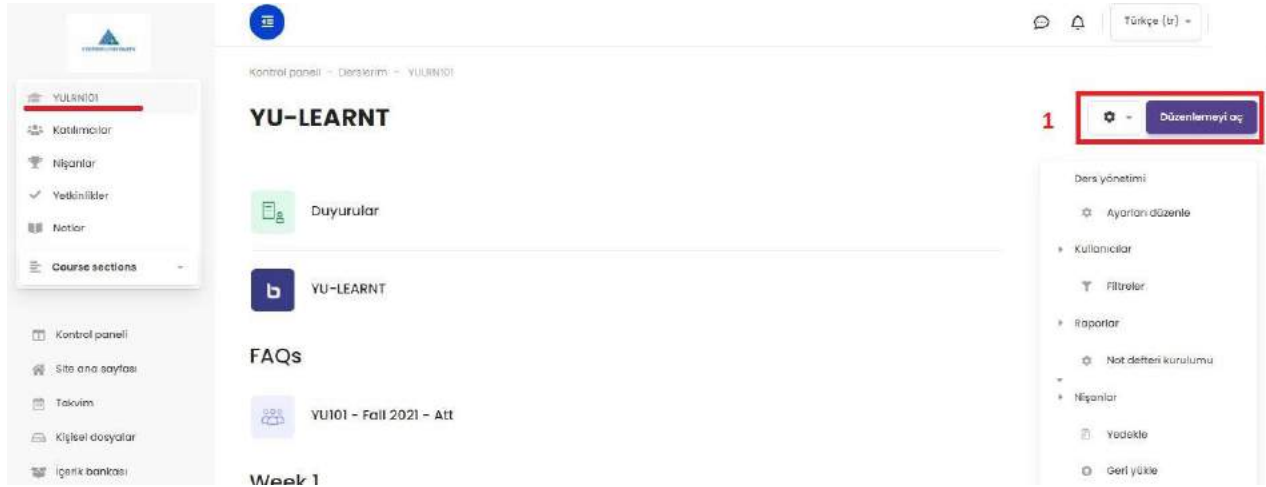 Türkçe (tr)
Kontrol paneli - Derslerim - YULRN101
YULRN101
Katılımcılar
Nişanlar
Yetkinlikler
Notlar
Course sections
Kontrol paneli
Site ana sayfası
Takvim
Kişisel dosyalar
İçerik bankası
YU-LEARNT
1
Düzenlemeyi aç
Duyurular
b
YU-LEARNT
FAQs
YU101 - Fall 2021 - Att
Week 1
Ders yönetimi
Ayarları düzenle
Kullanıcılar
Filtreler
Raporlar
Not defteri kurulumu
Nişanlar
Yedekle
Geri yükle